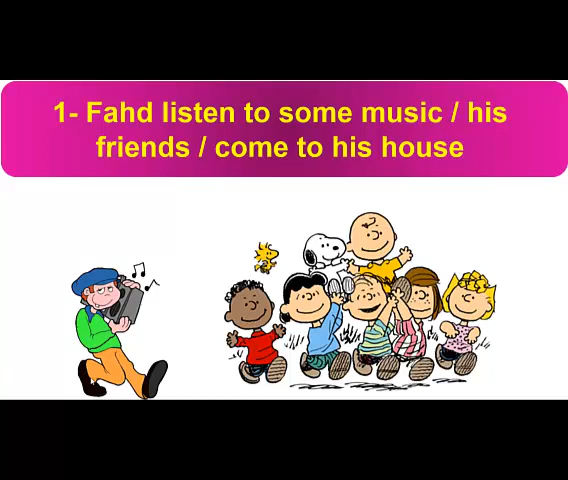 1- Fahd listen to some music / his
friends / come to his house